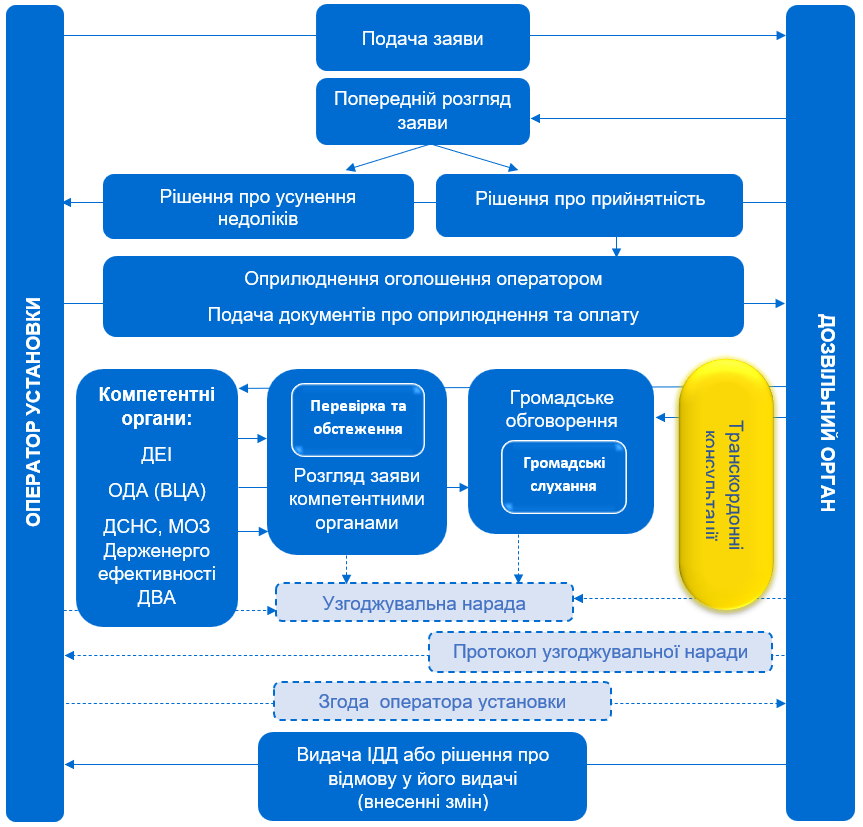 Подача заяви
Попередній розгляд
заяви
Рішення про усунення
недоліків
Рішення про прийнятність
Оприлюднення оголошення оператором
Подача документів про оприлюднення та оплату
ОПЕРАТОР УСТАНОВКИ
ДОЗВІЛЬНИЙ ОРГАН
Компетентні
органи:
ДЕІ
ОДА (ВЦА)
ДСНС, МОЗ
Держенерго
ефективності
ДВА
Перевірка та
обстеження
Розгляд заяви
компетентними
органами
Громадське
обговорення
Громадські
слухання
Транскордонні
консультації
Узгоджувальна нарада
Протокол узгоджувальної наради
Згода оператора установки
Видача ІДД або рішення про
відмову у його видачі
(внесенні змін)